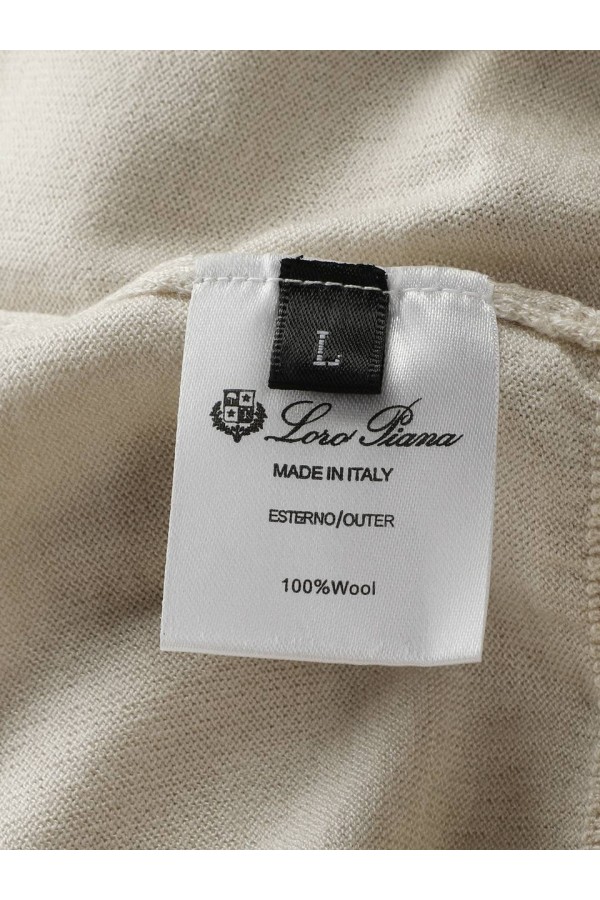 L
Loro Piana
MADE IN ITALY
ESTERNO/OUTER
100%Wool